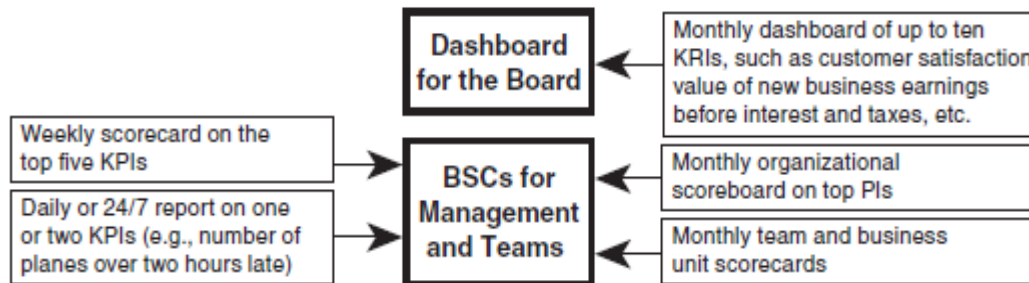 Dashboard
for the Board
Monthly dashboard of up to ten
KRIs, such as customer satisfaction
value of new business earnings
before interest and taxes, etc.
Weekly scorecard on the
top five KPIs
Daily or 24/7 report on one
or two KPIs (e.g., number of
planes over two hours late)
BSCs for
Management
and Teams
Monthly organizational
scoreboard on top PIs
Monthly team and business
unit scorecards